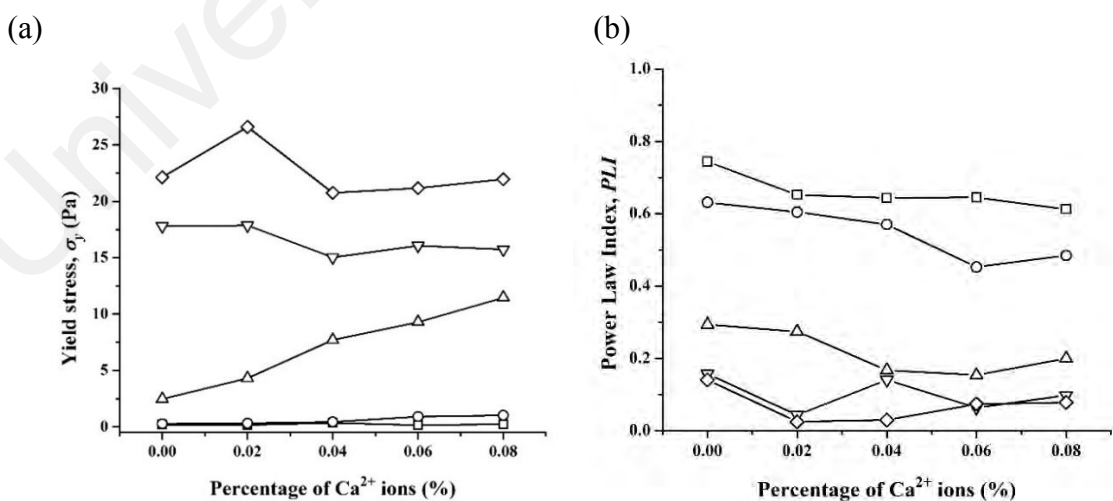 (a)
(b)
Univer
Yield stress, σy (Pa)
30
25
20
15
10
5
0
0.00 0.02 0.04 0.06 0.08
Percentage of Ca2+ ions (%)
Power Law Index, PLI
1.0
0.8
0.6
0.4
0.2
0.0
0.00 0.02 0.04 0.06 0.08
Percentage of Ca2+ ions (%)